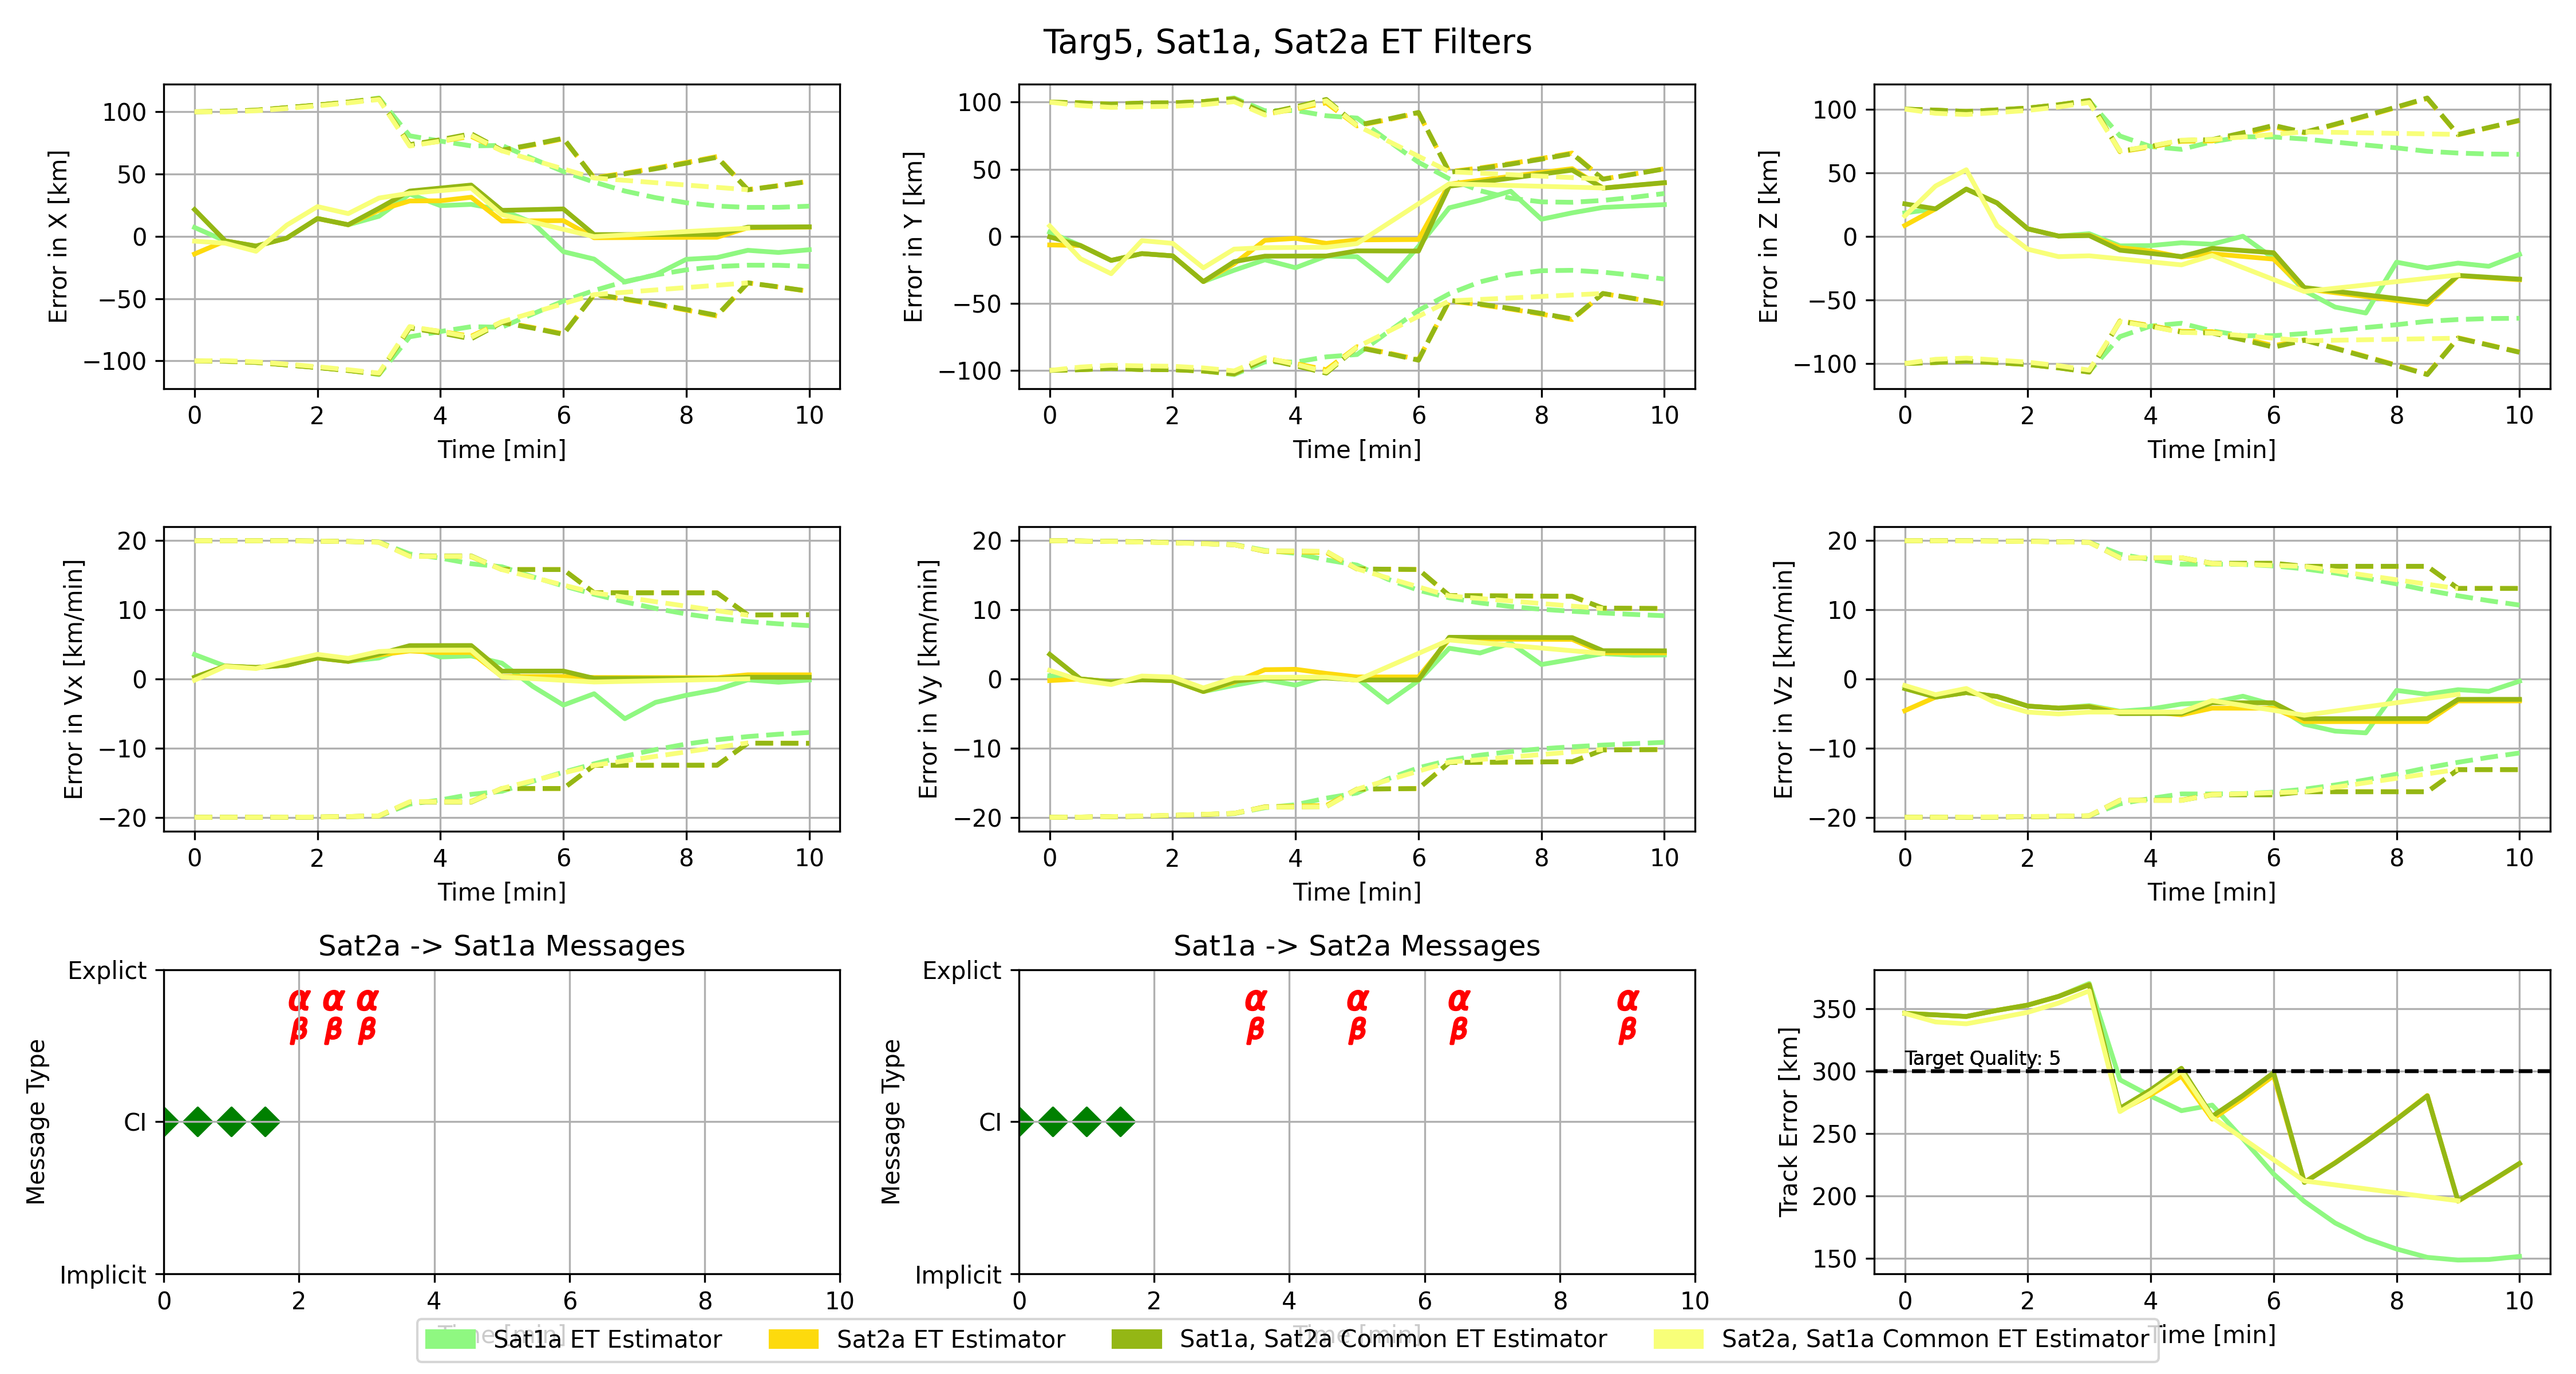 Targ5, Sat1a, Sat2a ET Filters
Error in X [km]
100
50
0
−50
−100
0 2 4 6 8 10
Time [min]
Error in Y [km]
100
50
0
−50
−100
0 2 4 6 8 10
Time [min]
Error in Z [km]
100
50
0
−50
−100
0 2 4 6 8 10
Time [min]
Error in Vx [km/min]
20
10
0
−10
−20
0 2 4 6 8 10
Time [min]
Error in Vy [km/min]
20
10
0
−10
−20
0 2 4 6 8 10
Time [min]
Error in Vz [km/min]
20
10
0
−10
−20
0 2 4 6 8 10
Time [min]
Sat2a -> Sat1a Messages
Message Type
Explict
CI
Implicit
α α α
β β β
0 2 4 6 8 10
Time [min]
Sat1a -> Sat2a Messages
Message Type
Explict
CI
Implicit
α α α α
β β β β
0 2 4 6 8 10
Time [min]
Track Error [km]
350
300
250
200
150
Target Quality: 5
0 2 4 6 8 10
Time [min]
Sat1a ET Estimator
Sat2a ET Estimator
Sat1a, Sat2a Common ET Estimator
Sat2a, Sat1a Common ET Estimator